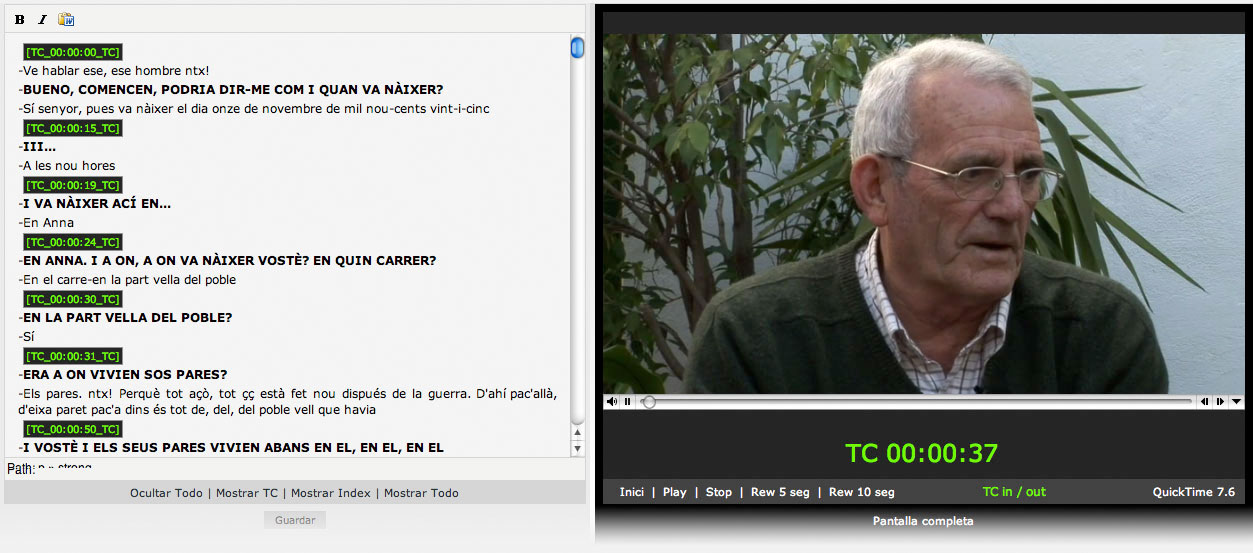 B I
[TC_00:00:00_TC]
-Ve hablar ese, ese hombre ntx!
-BUENO, COMENCEN, PODRIA DIR-ME COM I QUAN VA NÀIXER?
-Sí senyor, pues va nàixer el dia onze de novembre de mil nou-cents vint-i-cinc
[TC_00:00:15_TC]
-III...
-A les nou hores
[TC_00:00:19_TC]
-I VA NÀIXER ACÍ EN...
-En Anna
[TC_00:00:24_TC]
-EN ANNA. I A ON, A ON VA NÀIXER VOSTÈ? EN QUIN CARRER?
-En el carre-en la part vella del poble
[TC_00:00:30_TC]
-EN LA PART VELLA DEL POBLE?
-Sí
[TC_00:00:31_TC]
-ERA A ON VIVIEN SOS PARES?
-Els pares. ntx! Perquè tot açò, tot çç està fet nou dispués de la guerra. D'ahí pac'allà,
d'eixa paret pac'a dins és tot de, del, del poble vell que havia
[TC_00:00:50_TC]
-I VOSTÈ I ELS SEUS PARES VIVIEN ABANS EN EL, EN EL, EN EL
Path: p » strong
Ocultar Todo | Mostrar TC | Mostrar Index | Mostrar Todo
Guardar
TC 00:00:37
Inici | Play | Stop | Rew 5 seg | Rew 10 seg TC in / out QuickTime 7.6
Pantalla completa